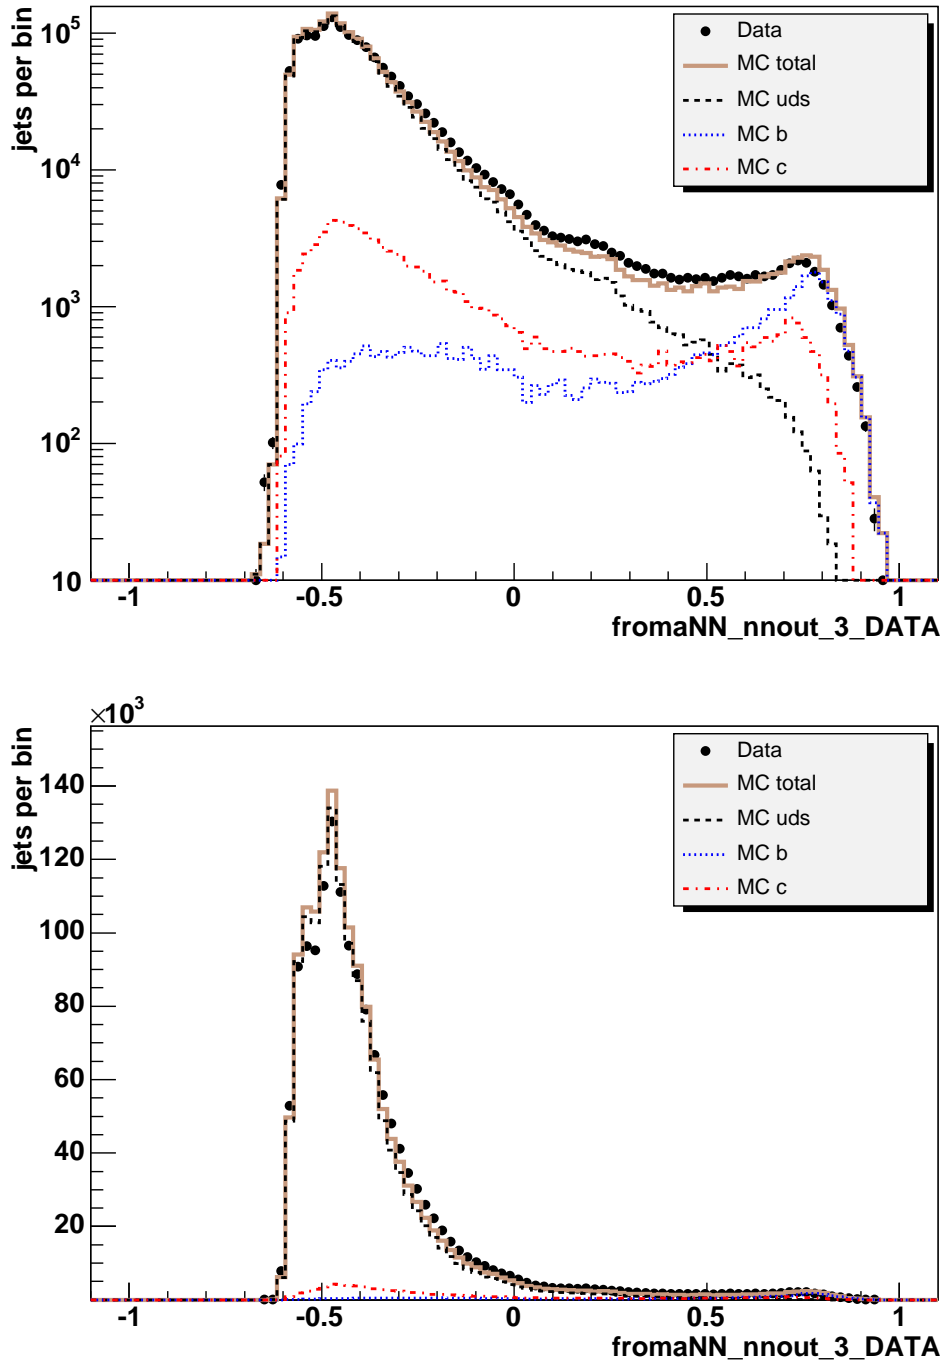 jets per bin
10^5
10^4
10^3
10^2
10
Data
MC total
MC uds
MC b
MC c
-1 -0.5 0 0.5 1
fromaNN_nnout_3_DATA
×10^3
jets per bin
140
120
100
80
60
40
20
Data
MC total
MC uds
MC b
MC c
-1 -0.5 0 0.5 1
fromaNN_nnout_3_DATA